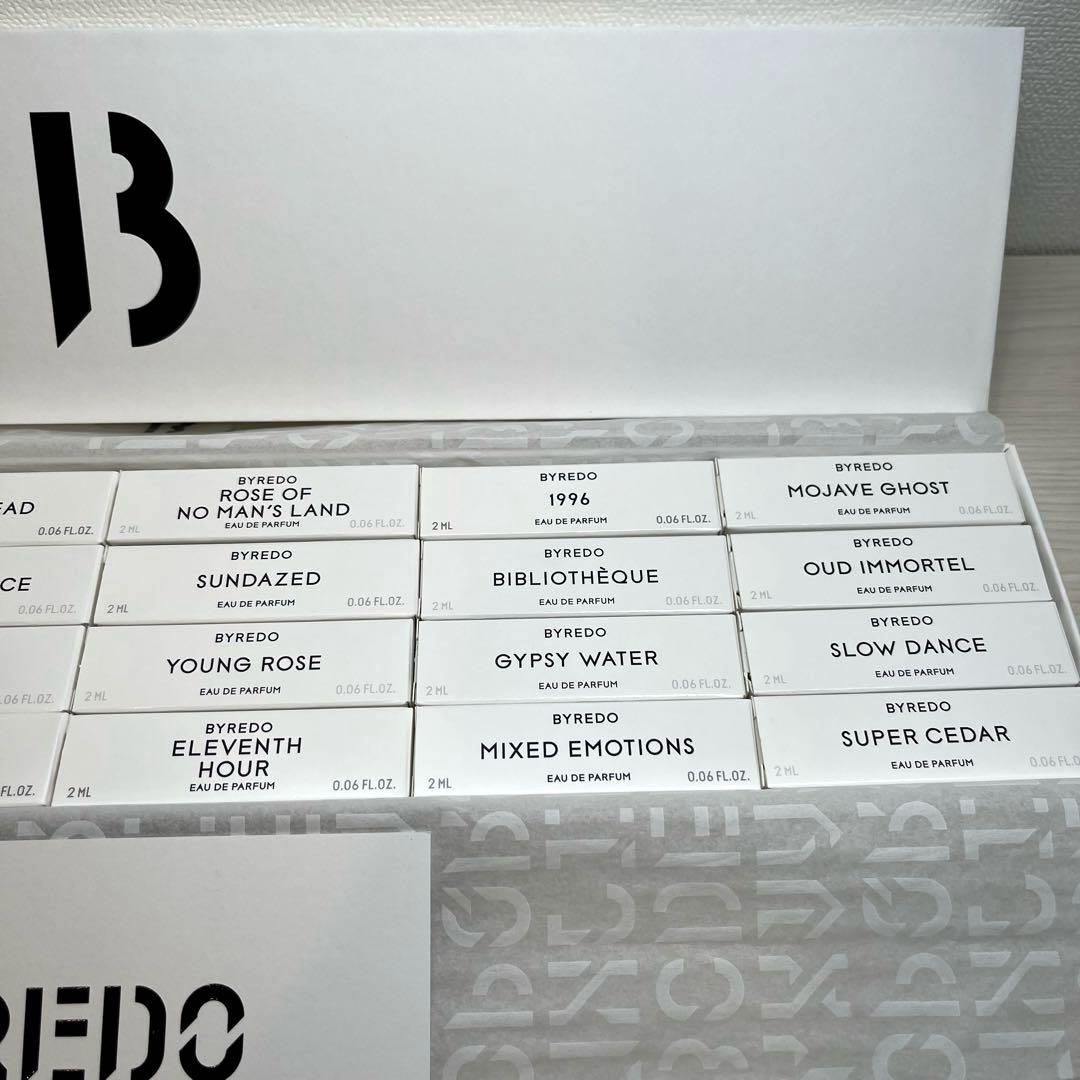 B
EAD
0.06 FL.OZ.
BYREDO
ROSE OF
NO MAN'S LAND
EAU DE PARFUM
2 ML
0.06 FL.OZ.
BYREDO
1996
EAU DE PARFUM
2 ML
0.06 FL.OZ.
BYREDO
MOJAVE GHOST
EAU DE PARFUM
2 ML
0.06 FL.OZ.
CE
0.06 FL.OZ.
BYREDO
SUNDAZED
EAU DE PARFUM
2 ML
0.06 FL.OZ.
BYREDO
BIBLIOTHÈQUE
EAU DE PARFUM
2 ML
0.06 FL.OZ.
BYREDO
OUD IMMORTEL
EAU DE PARFUM
2 ML
0.06 FL.OZ.
.06 FL.OZ.
BYREDO
YOUNG ROSE
EAU DE PARFUM
2 ML
0.06 FL.OZ.
BYREDO
GYPSY WATER
EAU DE PARFUM
2 ML
0.06 FL.OZ.
BYREDO
SLOW DANCE
EAU DE PARFUM
2 ML
0.06 FL.OZ.
FL.OZ.
BYREDO
ELEVENTH
HOUR
EAU DE PARFUM
2 ML
0.06 FL.OZ.
BYREDO
MIXED EMOTIONS
EAU DE PARFUM
2 ML
0.06 FL.OZ.
BYREDO
SUPER CEDAR
EAU DE PARFUM
2 ML
0.06 FL.O
REDO